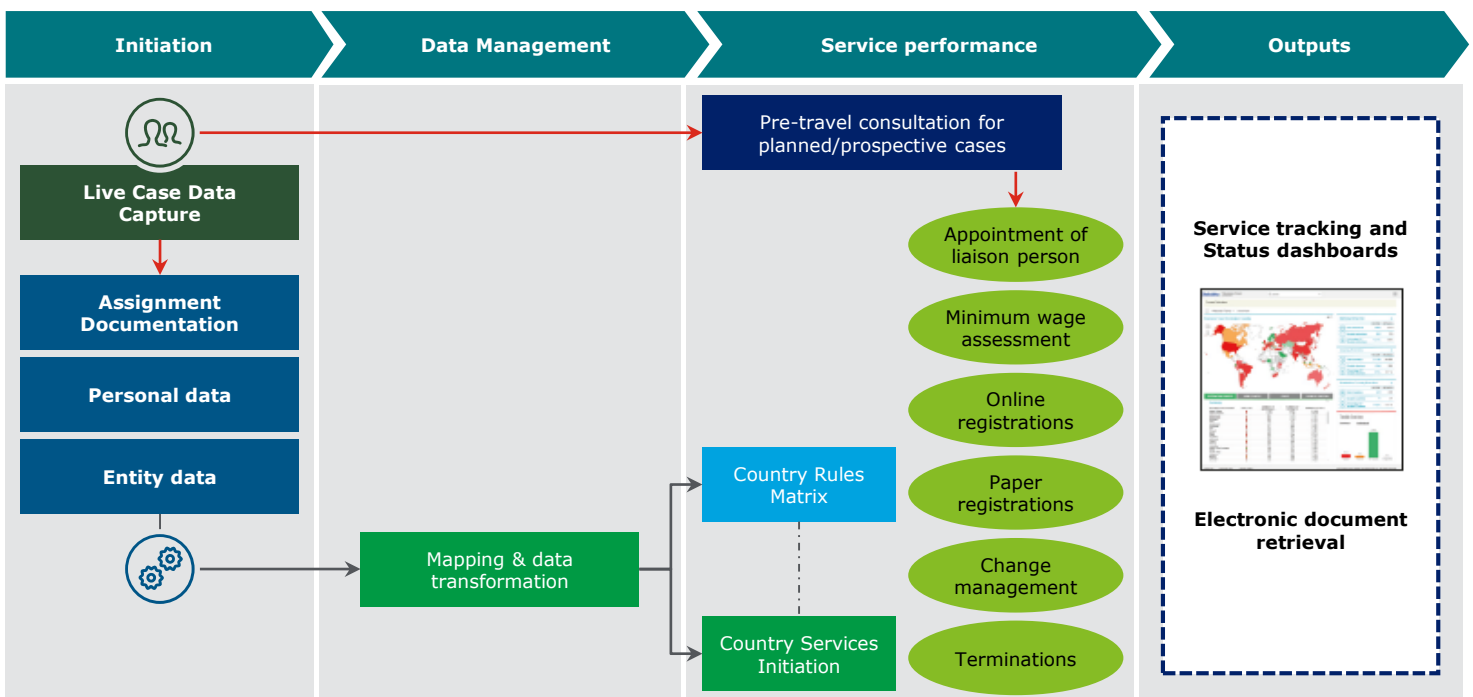 Initiation
Data Management
Service performance
Outputs
Live Case Data
Capture
Assignment
Documentation
Personal data
Entity data
Mapping & data
transformation
Pre-travel consultation for
planned/prospective cases
Country Rules
Matrix
Country Services
Initiation
Appointment of
liaison person
Minimum wage
assessment
Online
registrations
Paper
registrations
Change
management
Terminations
Service tracking and
Status dashboards
Electronic document
retrieval